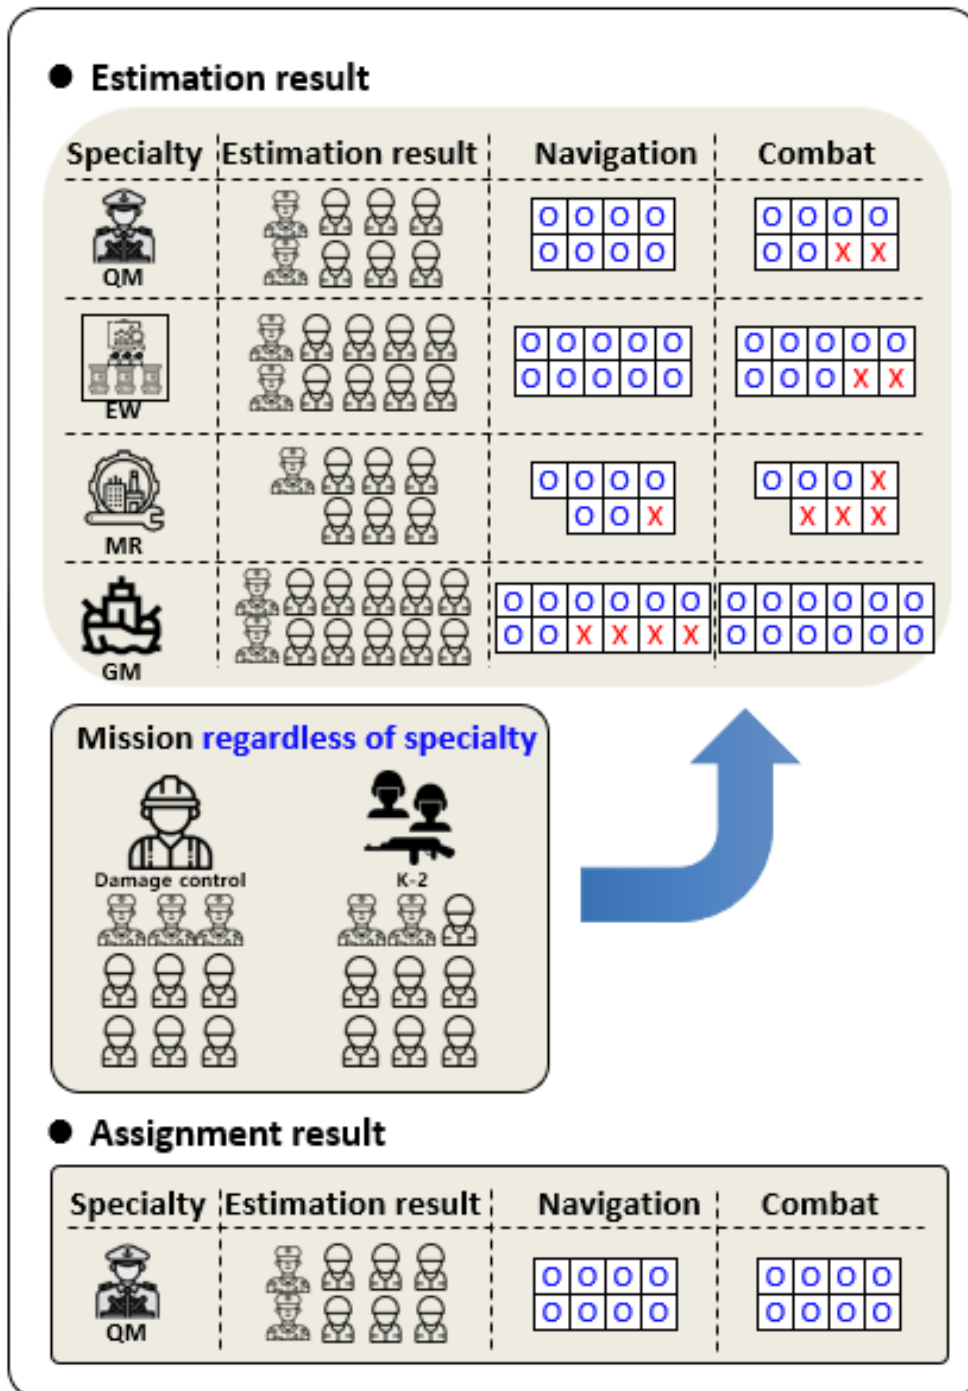 ● Estimation result
Specialty Estimation result Navigation Combat
O O O O O O O O
O O O O O O X X
QM
O O O O O O O O O O
O O O O O O O O X X
EW
O O O O O O O X
O O X X X X
MR
O O O O O O O O O O O O
O O X X X X O O O O O O
GM
Mission regardless of specialty
Damage control K-2
● Assignment result
Specialty Estimation result Navigation Combat
O O O O O O O O
O O O O O O O O
QM